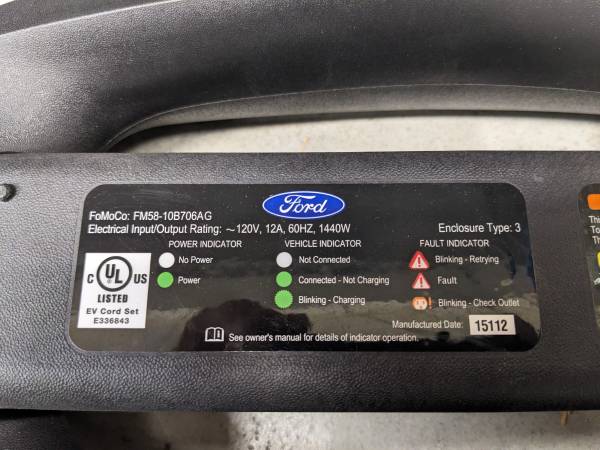 Ford
FoMoCo: FM58-10B706AG
Electrical Input/Output Rating: ~120V, 12A, 60HZ, 1440W
Enclosure Type: 3
POWER INDICATOR
No Power
Power
VEHICLE INDICATOR
Not Connected
Connected - Not Charging
Blinking - Charging
FAULT INDICATOR
Blinking - Retrying
Fault
Blinking - Check Outlet
C UL US
LISTED
EV Cord Set
E336843
Manufactured Date: 15112
See owner's manual for details of indicator operation.